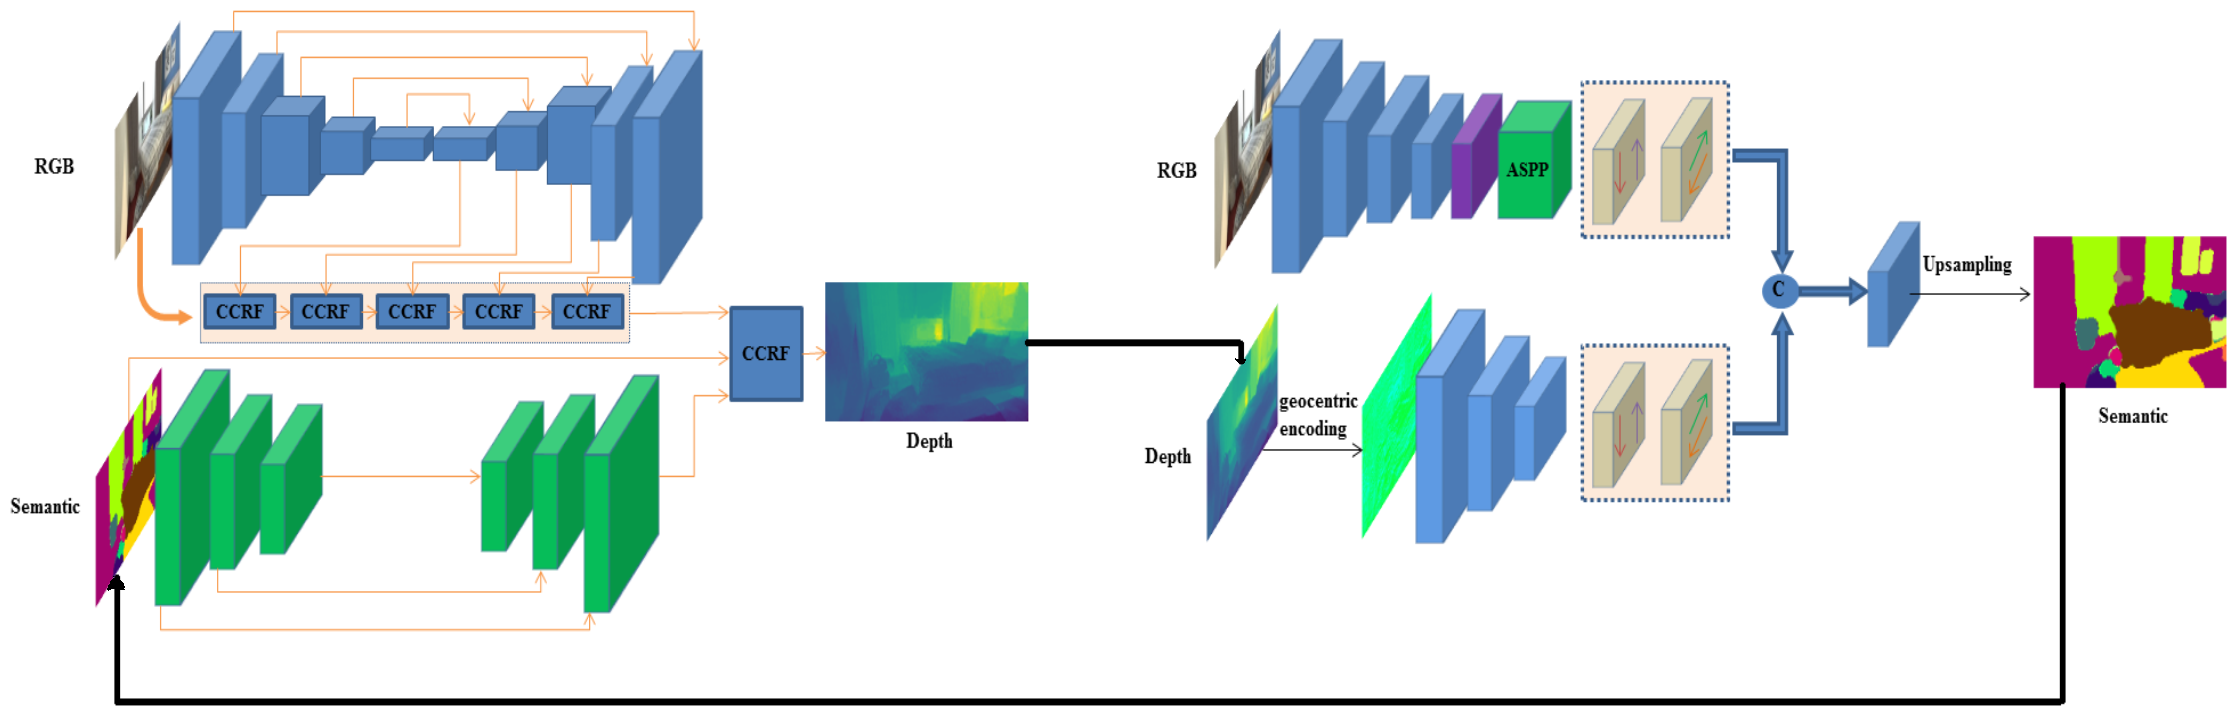 RGB
CCRF CCRF CCRF CCRF CCRF
CCRF
Depth
Semantic
RGB
ASPP
C
Upsampling
Semantic
geocentric
encoding
Depth